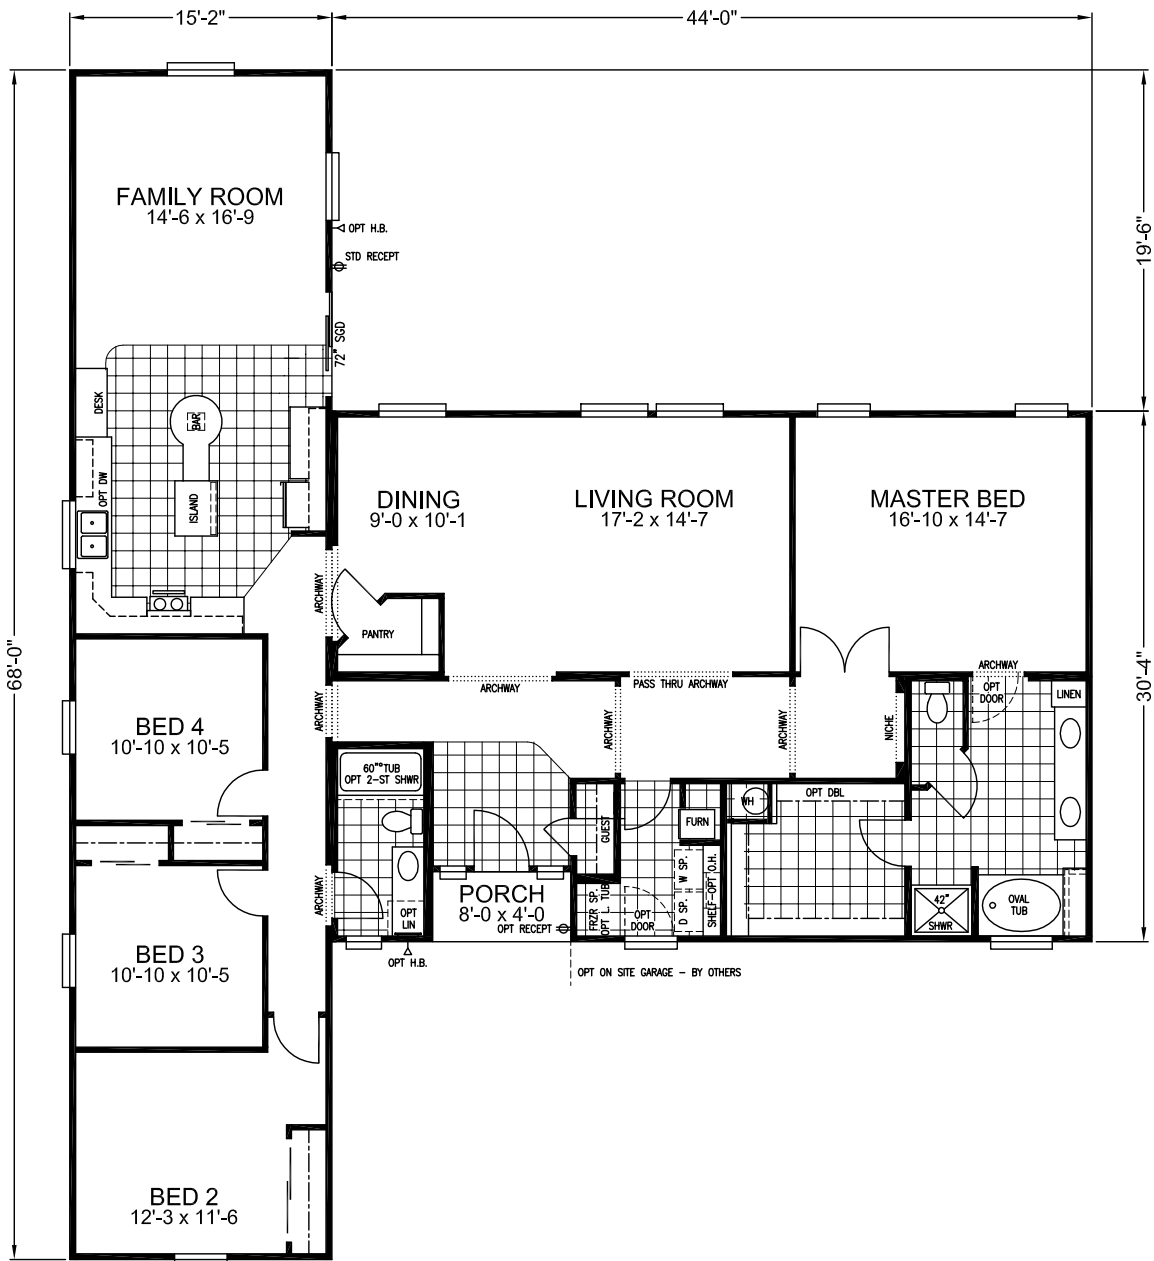 15'-2"
44'-0"
68'-0"
19'-6"
30'-4"
FAMILY ROOM
14'-6 x 16'-9
OPT H.B.
STD RECEPT
72" SGD
DESK
BAR
OPT DW
ISLAND
DINING
9'-0 x 10'-1
LIVING ROOM
17'-2 x 14'-7
MASTER BED
16'-10 x 14'-7
ARCHWAY
PANTRY
ARCHWAY
ARCHWAY
PASS THRU ARCHWAY
ARCHWAY
ARCHWAY
ARCHWAY
OPT
DOOR
LINEN
NICHE
BED 4
10'-10 x 10'-5
60" TUB
OPT 2-ST SHWR
WH
OPT DBL
GUEST
FURN
ARCHWAY
OPT
LIN
PORCH
8'-0 x 4'-0
OPT RECEPT
FRZR SP.
OPT L. TUB
OPT
DOOR
D SP.
W SP.
SHELF-OPT O.H.
42"
SHWR
OVAL
TUB
OPT H.B.
OPT ON SITE GARAGE – BY OTHERS
BED 3
10'-10 x 10'-5
BED 2
12'-3 x 11'-6